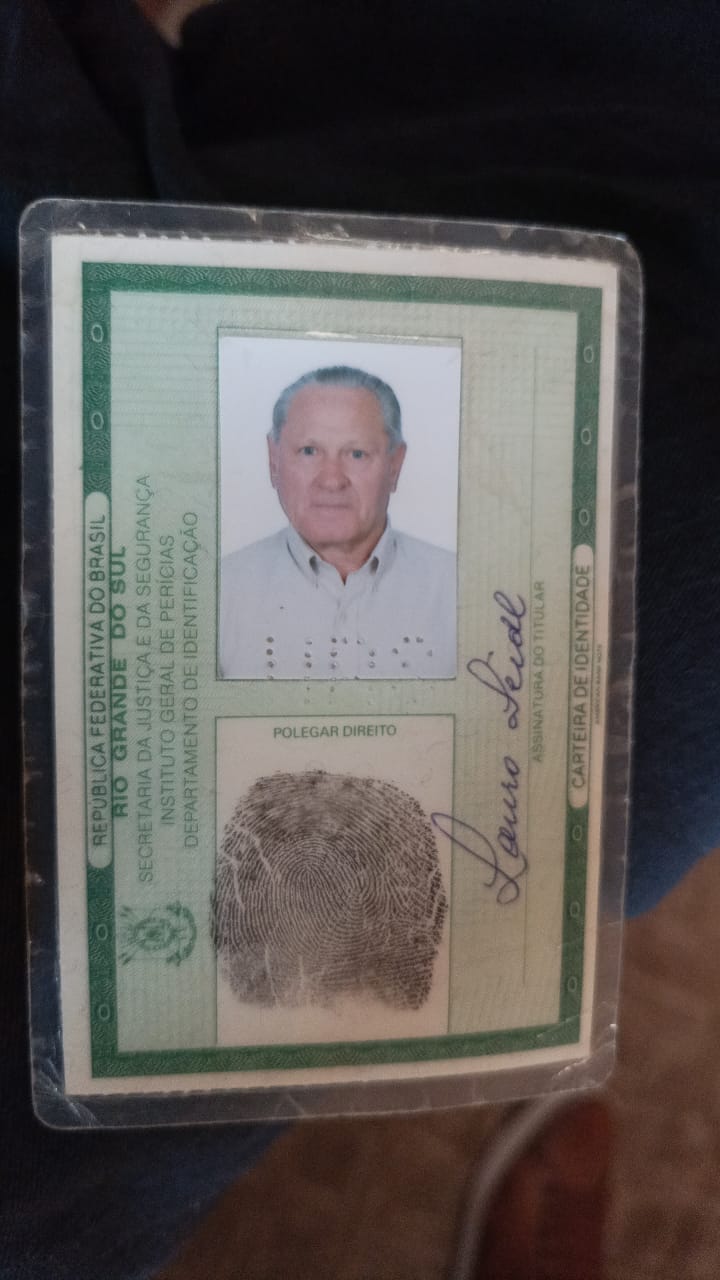 REPÚBLICA FEDERATIVA DO BRASIL
RIO GRANDE DO SUL
SECRETARIA DA JUSTIÇA E DA SEGURANÇA
INSTITUTO GERAL DE PERÍCIAS
DEPARTAMENTO DE IDENTIFICAÇÃO
POLEGAR DIREITO
Lauro Seidl
ASSINATURA DO TITULAR
CARTEIRA DE IDENTIDADE